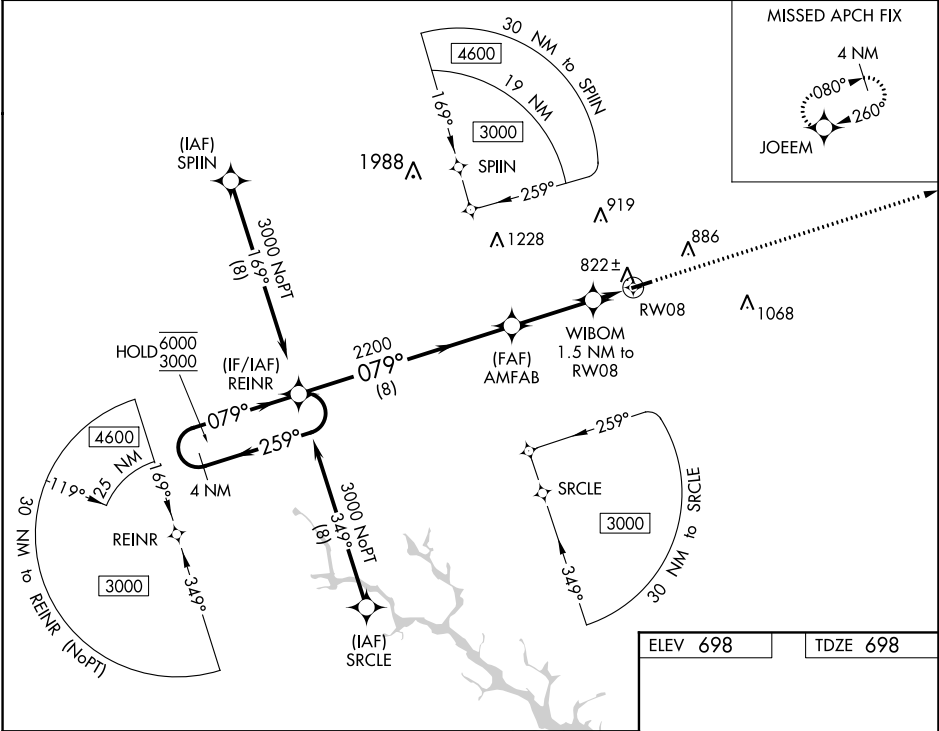 MISSED APCH FIX
4 NM
080°
260°
JOEEM
30 NM to SPIIN
4600
19 NM
169°
3000
SPIIN
259°
1988
(IAF)
SPIIN
919
1228
3000 NoPT
169°
(8)
886
822±
RW08
1068
WIBOM
1.5 NM to
RW08
(FAF)
AMFAB
2200
079°
(8)
HOLD 6000
3000
(IF/IAF)
REINR
079°
259°
4 NM
4600
119°
25 NM
169°
REINR
349°
3000
30 NM to REINR (NoPT)
3000 NoPT
349°
(8)
(IAF)
SRCLE
259°
SRCLE
3000
349°
30 NM to SRCLE
ELEV 698
TDZE 698